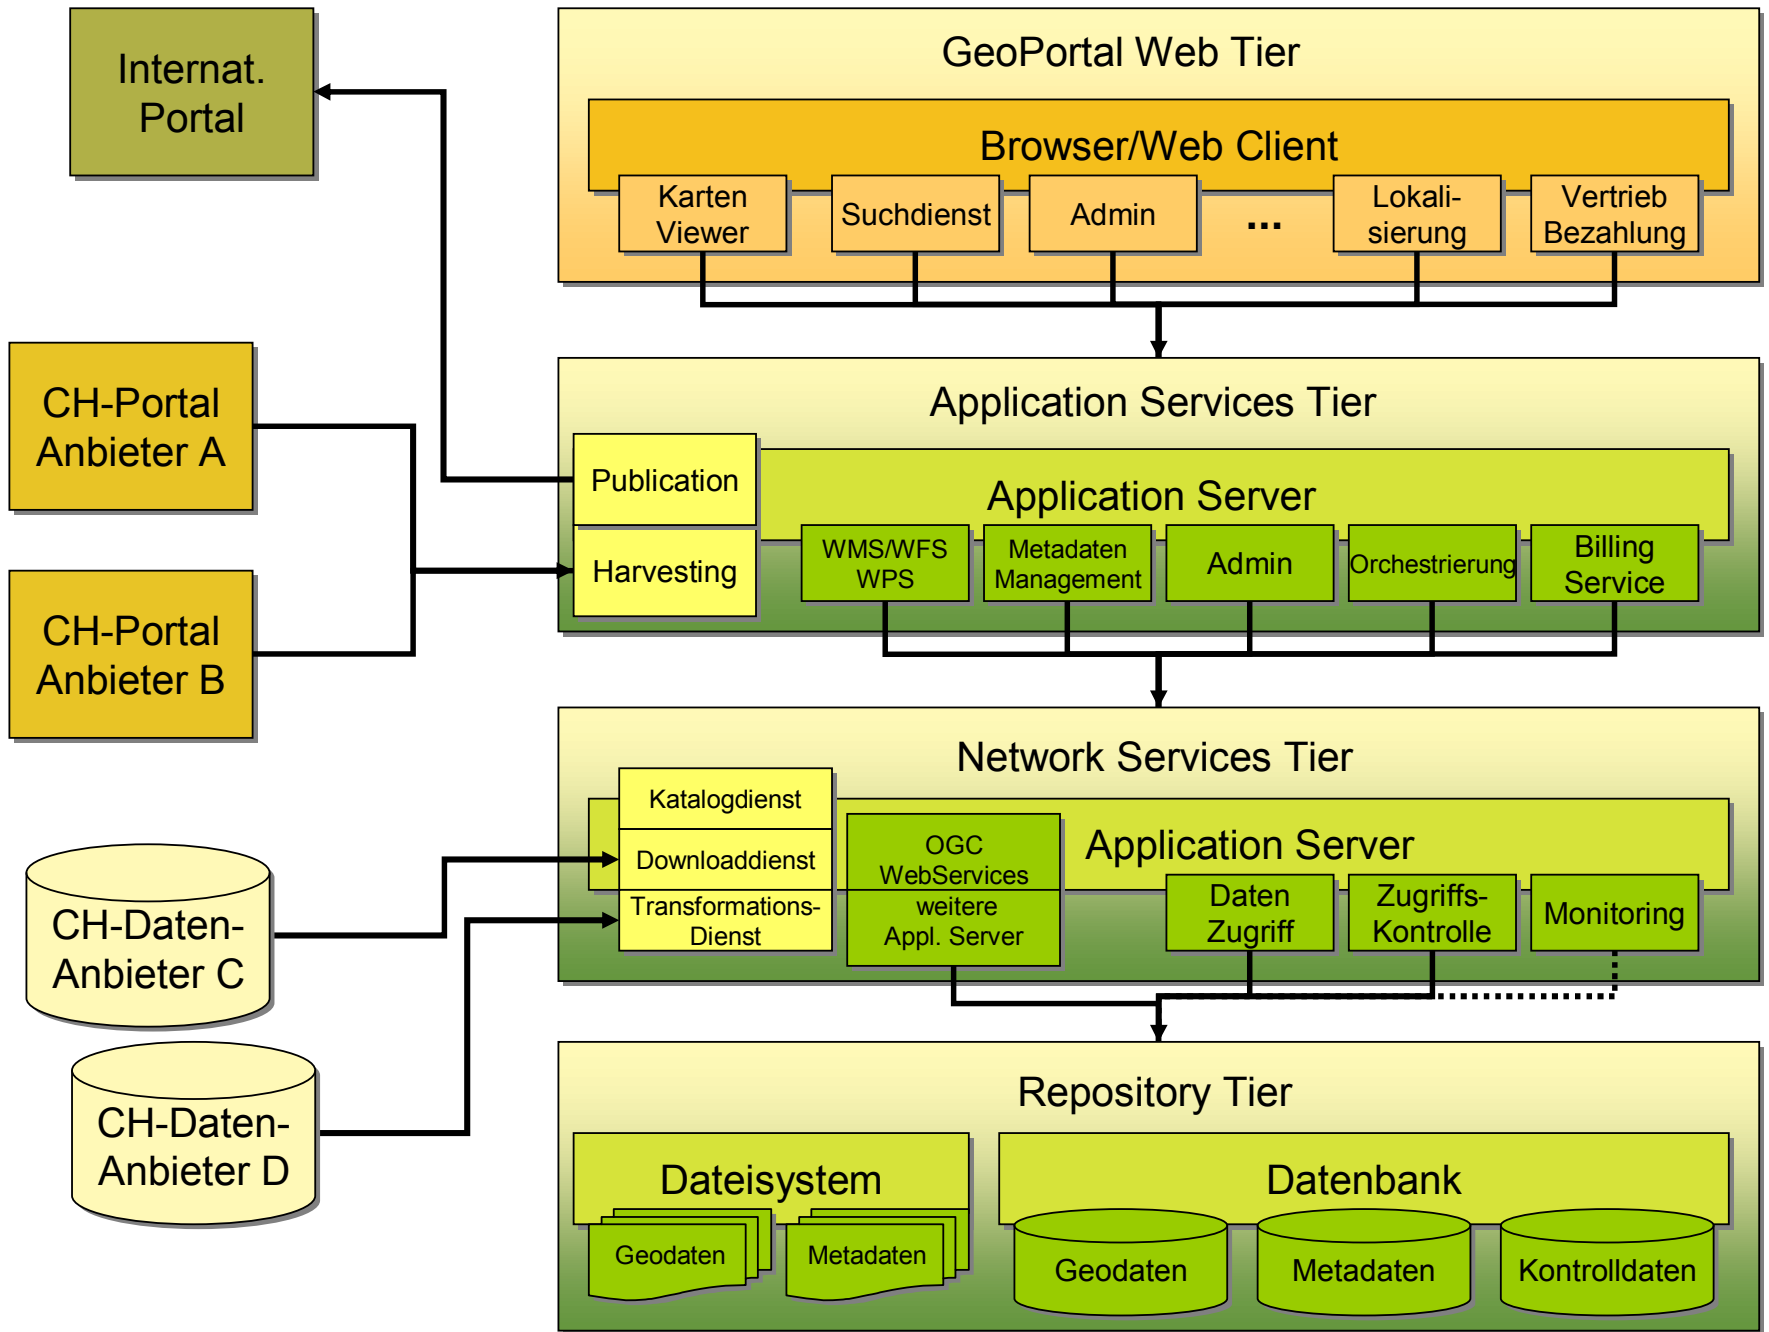 Internat.
Portal
GeoPortal Web Tier
Browser/Web Client
Karten
Viewer
Suchdienst
Admin
...
Lokali-
sierung
Vertrieb
Bezahlung
CH-Portal
Anbieter A
CH-Portal
Anbieter B
Application Services Tier
Publication
Harvesting
Application Server
WMS/WFS
WPS
Metadaten
Management
Admin
Orchestrierung
Billing
Service
Network Services Tier
Katalogdienst
Downloaddienst
Transformations-
Dienst
OGC
WebServices
weitere
Appl. Server
Application Server
Daten
Zugriff
Zugriffs-
Kontrolle
Monitoring
CH-Daten-
Anbieter C
CH-Daten-
Anbieter D
Repository Tier
Dateisystem
Geodaten
Metadaten
Datenbank
Geodaten
Metadaten
Kontrolldaten